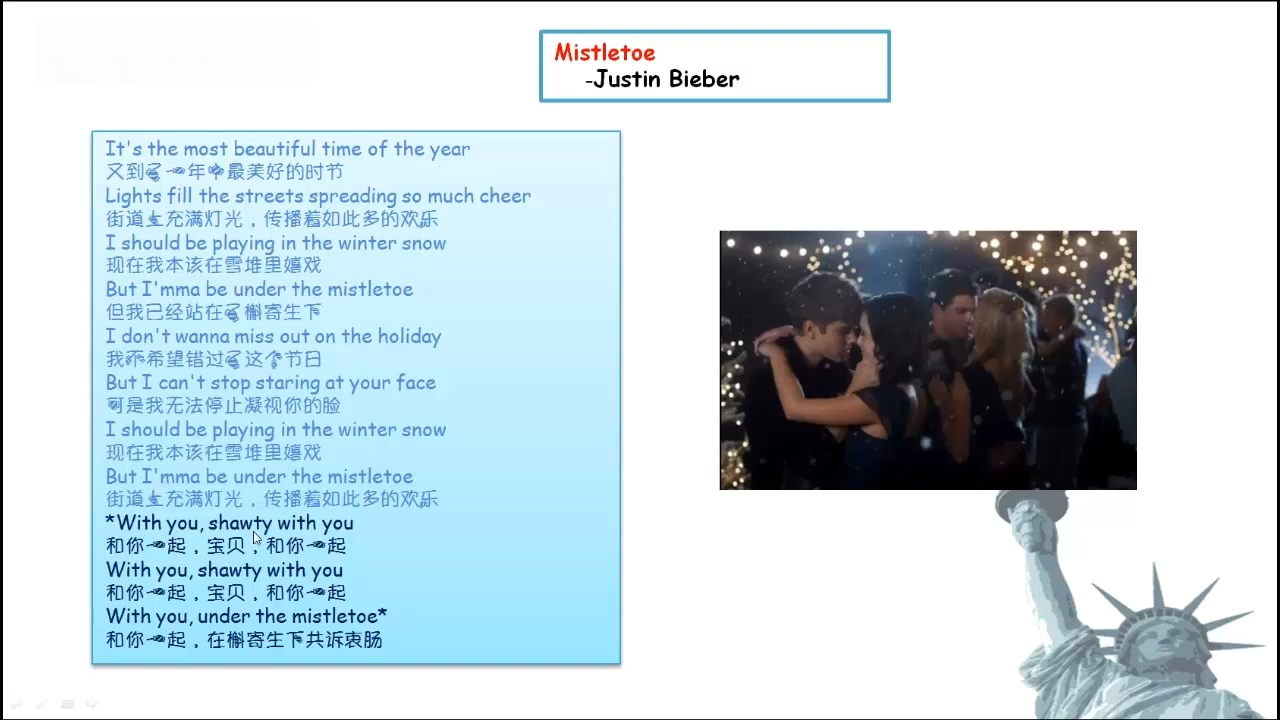 Mistletoe
-Justin Bieber
It's the most beautiful time of the year
又到了一年中最美好的时节
Lights fill the streets spreading so much cheer
街道上充满灯光，传播着如此多的欢乐
I should be playing in the winter snow
现在我本该在雪堆里嬉戏
But I'mma be under the mistletoe
但我已经站在了槲寄生下
I don't wanna miss out on the holiday
我不希望错过了这个节日
But I can't stop staring at your face
可是我无法停止凝视你的脸
I should be playing in the winter snow
现在我本该在雪堆里嬉戏
But I'mma be under the mistletoe
街道上充满灯光，传播着如此多的欢乐
*With you, shawty with you
和你一起，宝贝，和你一起
With you, shawty with you
和你一起，宝贝，和你一起
With you, under the mistletoe*
和你一起，在槲寄生下共诉衷肠